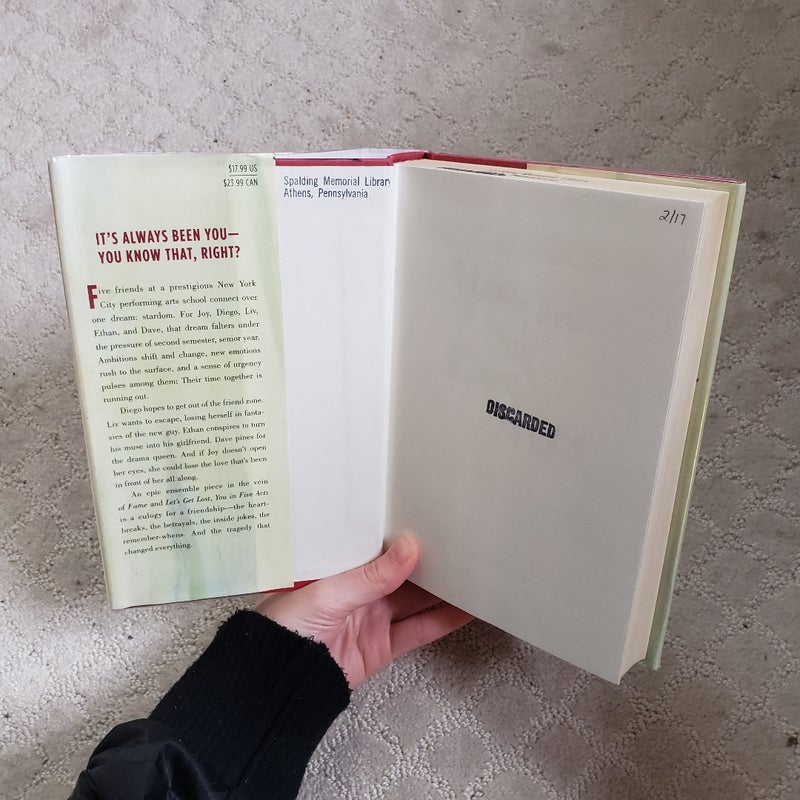 $17.99 US
$23.99 CAN
IT'S ALWAYS BEEN YOU—
YOU KNOW THAT, RIGHT?
Five friends at a prestigious New York
City performing arts school connect over
one dream: stardom. For Joy, Diego, Liv,
Ethan, and Dave, that dream falters under
the pressure of second semester, senior year.
Ambitions shift and change, new emotions
rush to the surface, and a sense of urgency
pulses among them: Their time together is
running out.
Diego hopes to get out of the friend zone.
Liv wants to escape, losing herself in fanta-
sies of the new guy. Ethan conspires to turn
his muse into his girlfriend. Dave pines for
the drama queen. And if Joy doesn't open
her eyes, she could lose the love that's been
in front of her all along.
An epic ensemble piece in the vein
of Fame and Let's Get Lost, You in Five Acts
is a eulogy for a friendship—the heart-
breaks, the betrayals, the inside jokes, the
remember-whens. And the tragedy that
changed everything.
Spalding Memorial Library
Athens, Pennsylvania
2/17
DISCARDED